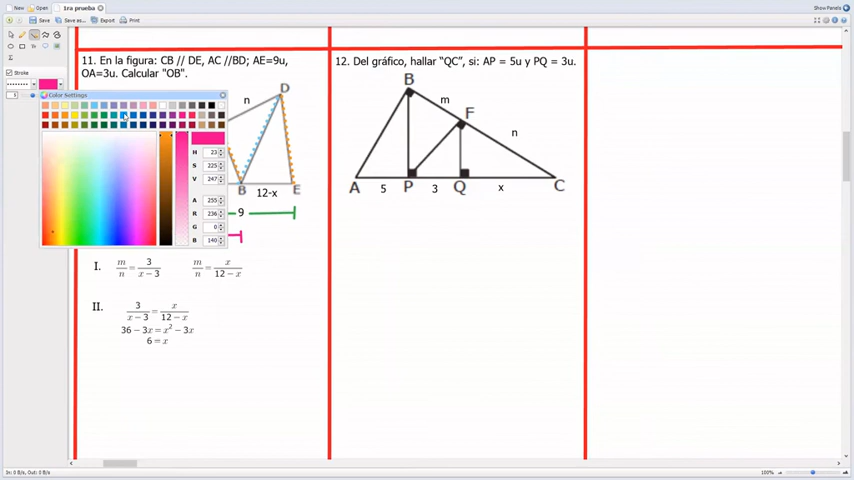 New Open 1ra prueba Show Panels
Save Save as... Export Print
Stroke
1
Color Settings
H 23
S 225
V 247
A 255
R 236
G 0
B 140
11. En la figura: CB // DE, AC //BD; AE=9u,
OA=3u. Calcular "OB".
n
D
B
12-x
E
9
I. m/n = 3/(x−3) m/n = x/(12−x)
II. 3/(x−3) = x/(12−x)
36 − 3x = x² − 3x
6 = x
12. Del gráfico, hallar “QC”, si: AP = 5u y PQ = 3u.
B
m
F
n
A 5 P 3 Q x C
In: 0 B/s, Out: 0 B/s
100%